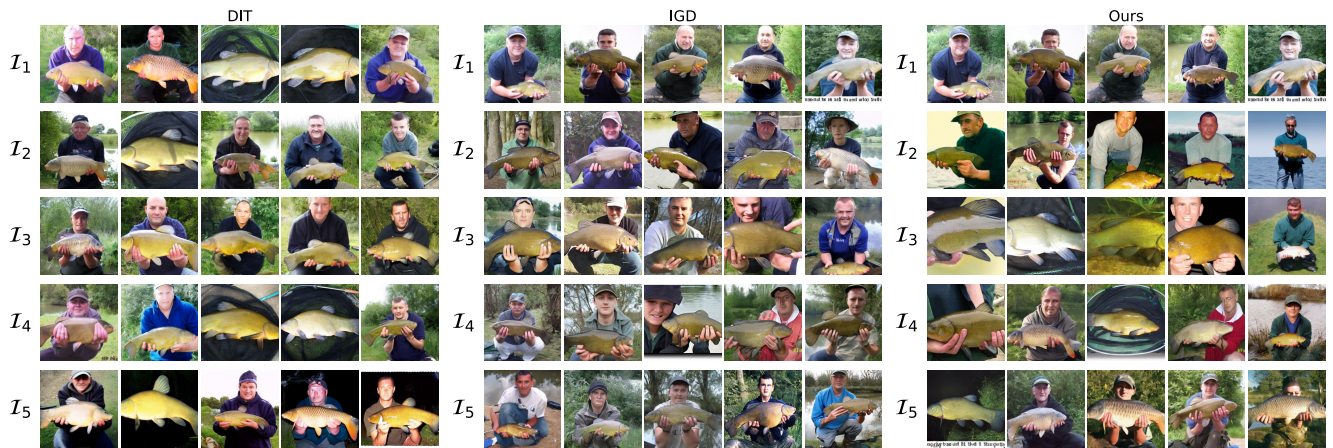 DIT IGD Ours
I₁ I₁ I₁
I₂ I₂ I₂
I₃ I₃ I₃
I₄ I₄ I₄
I₅ I₅ I₅